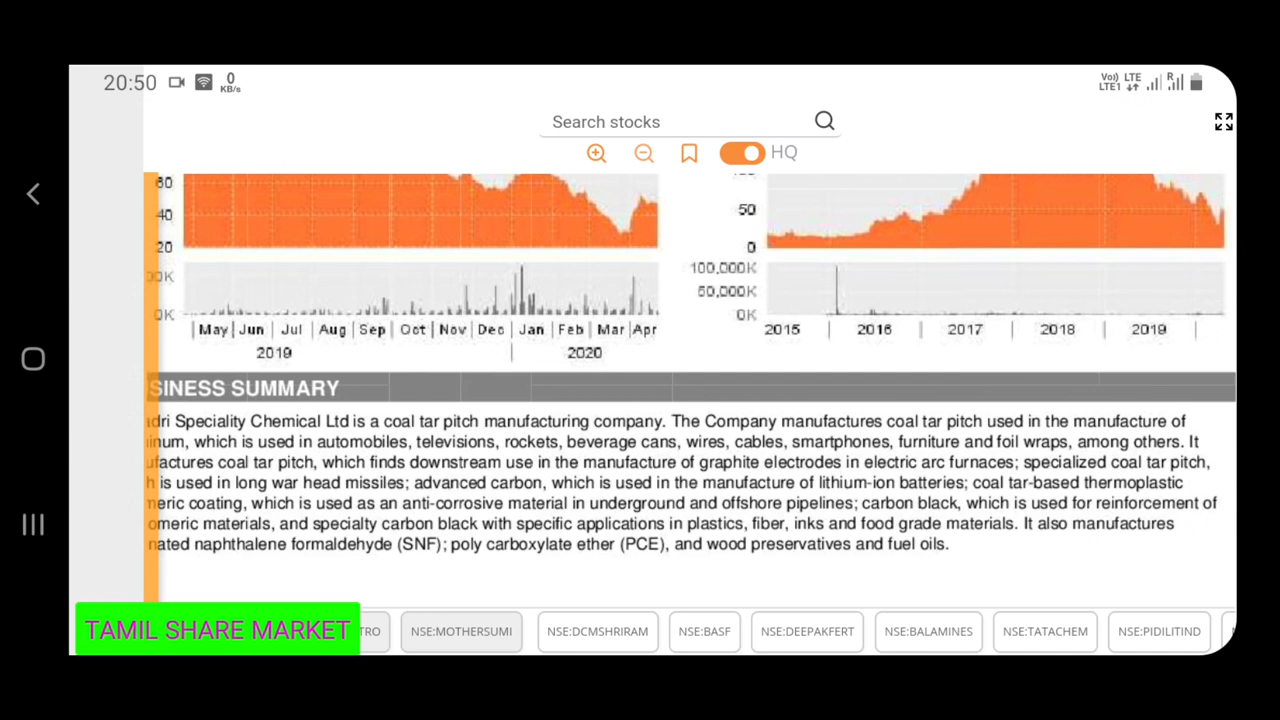 20:50
0
KB/s
Vo)) LTE
LTE1
R
Search stocks
HQ
60
40
20
0K
May Jun Jul Aug Sep Oct Nov Dec Jan Feb Mar Apr
2019 2020
50
0
100,000K
50,000K
0K
2015 2016 2017 2018 2019
SINESS SUMMARY
dri Speciality Chemical Ltd is a coal tar pitch manufacturing company. The Company manufactures coal tar pitch used in the manufacture of
inum, which is used in automobiles, televisions, rockets, beverage cans, wires, cables, smartphones, furniture and foil wraps, among others. It
ufactures coal tar pitch, which finds downstream use in the manufacture of graphite electrodes in electric arc furnaces; specialized coal tar pitch,
h is used in long war head missiles; advanced carbon, which is used in the manufacture of lithium-ion batteries; coal tar-based thermoplastic
meric coating, which is used as an anti-corrosive material in underground and offshore pipelines; carbon black, which is used for reinforcement of
omeric materials, and specialty carbon black with specific applications in plastics, fiber, inks and food grade materials. It also manufactures
nated naphthalene formaldehyde (SNF); poly carboxylate ether (PCE), and wood preservatives and fuel oils.
TAMIL SHARE MARKET
TRO
NSE:MOTHERSUMI
NSE:DCMSHRIRAM
NSE:BASF
NSE:DEEPAKFERT
NSE:BALAMINES
NSE:TATACHEM
NSE:PIDILITIND